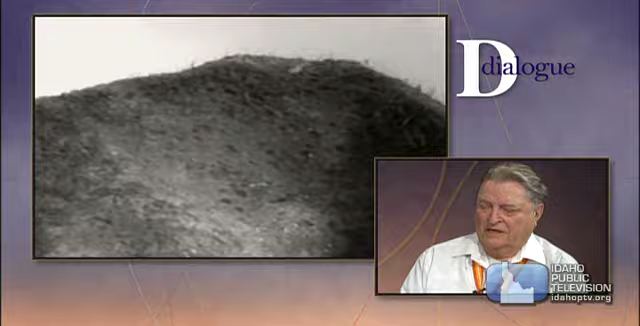 Dialogue
IDAHO
PUBLIC
TELEVISION
idahoptv.org